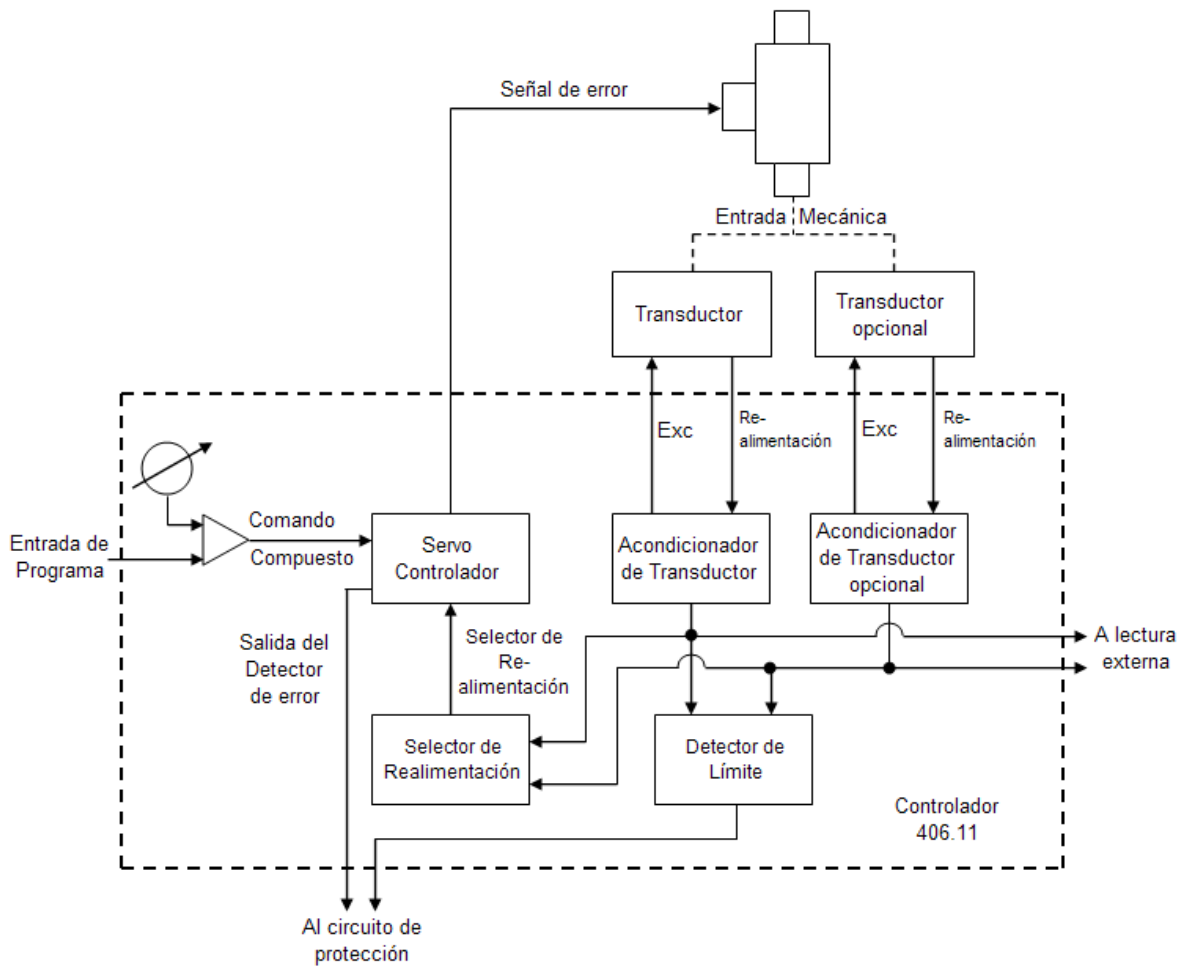 Señal de error
Entrada Mecánica
Transductor
Transductor
opcional
Exc
Re-
alimentación
Exc
Re-
alimentación
Entrada de
Programa
Comando
Compuesto
Servo
Controlador
Acondicionador
de Transductor
Acondicionador
de Transductor
opcional
Salida del
Detector
de error
Selector de
Re-
alimentación
A lectura
externa
Selector de
Realimentación
Detector de
Límite
Controlador
406.11
Al circuito de
protección